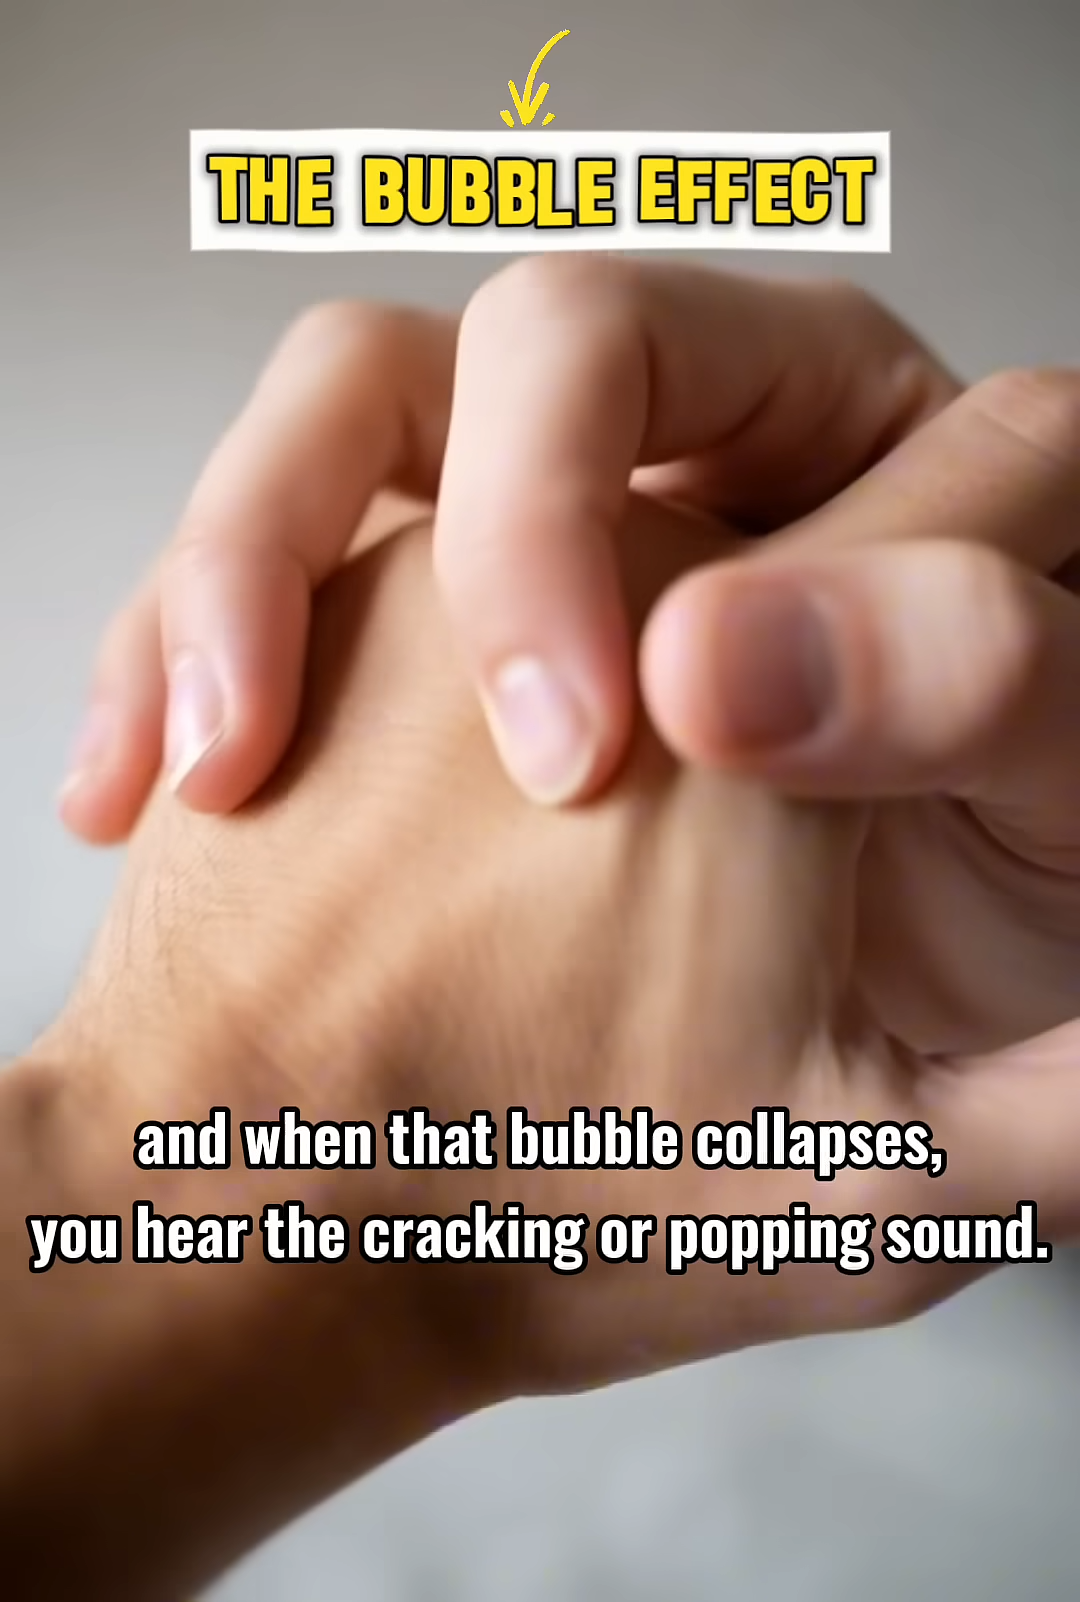 THE BUBBLE EFFECT
and when that bubble collapses,
you hear the cracking or popping sound.